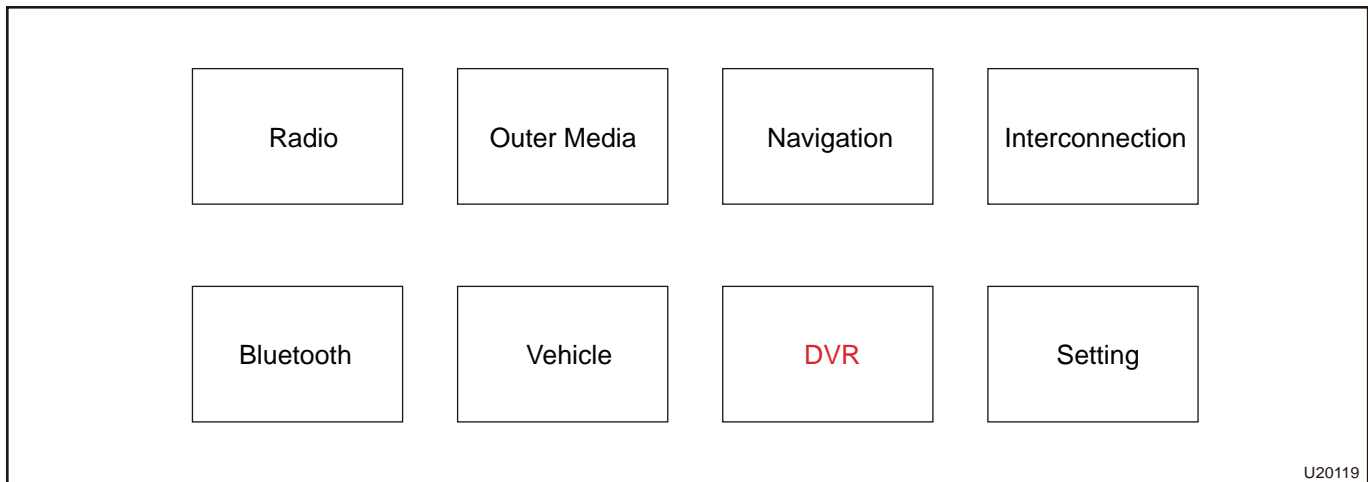 Radio
Outer Media
Navigation
Interconnection
Bluetooth
Vehicle
DVR
Setting
U20119